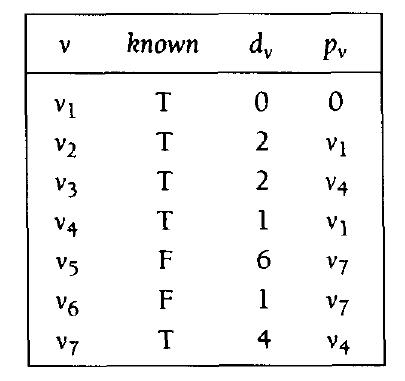 v known d_v p_v
v_1 T 0 0
v_2 T 2 v_1
v_3 T 2 v_4
v_4 T 1 v_1
v_5 F 6 v_7
v_6 F 1 v_7
v_7 T 4 v_4